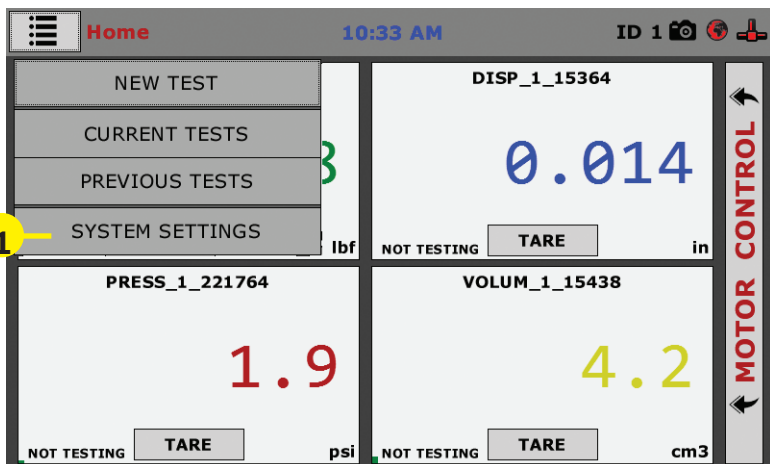 Home 10:33 AM ID 1
NEW TEST
CURRENT TESTS
PREVIOUS TESTS
SYSTEM SETTINGS
1
lbf
DISP_1_15364
0.014
NOT TESTING TARE in
PRESS_1_221764
1.9
NOT TESTING TARE psi
VOLUM_1_15438
4.2
NOT TESTING TARE cm3
MOTOR CONTROL